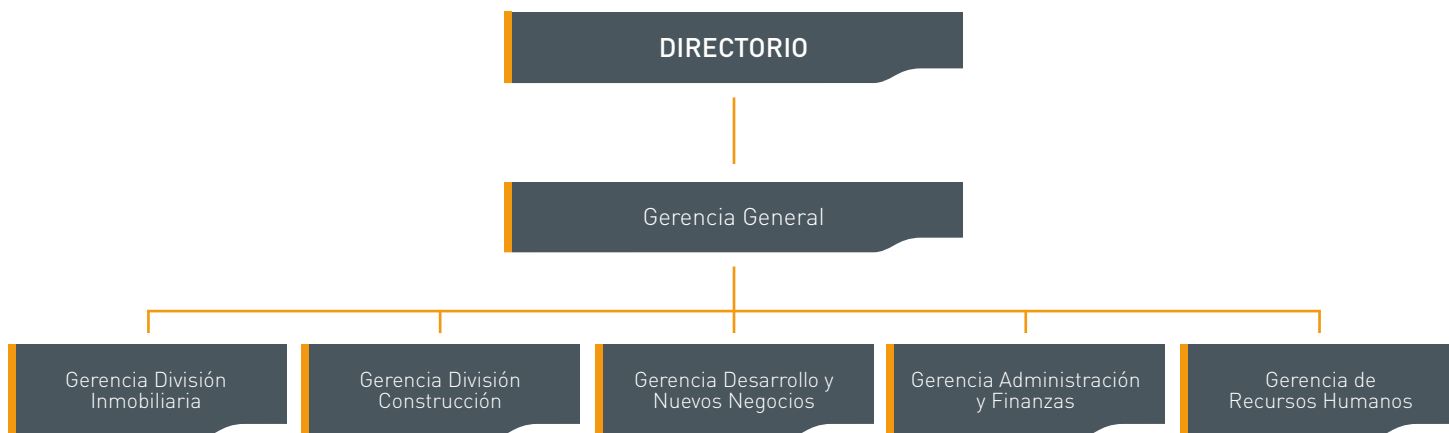 DIRECTORIO
Gerencia General
Gerencia División
Inmobiliaria
Gerencia División
Construcción
Gerencia Desarrollo y
Nuevos Negocios
Gerencia Administración
y Finanzas
Gerencia de
Recursos Humanos